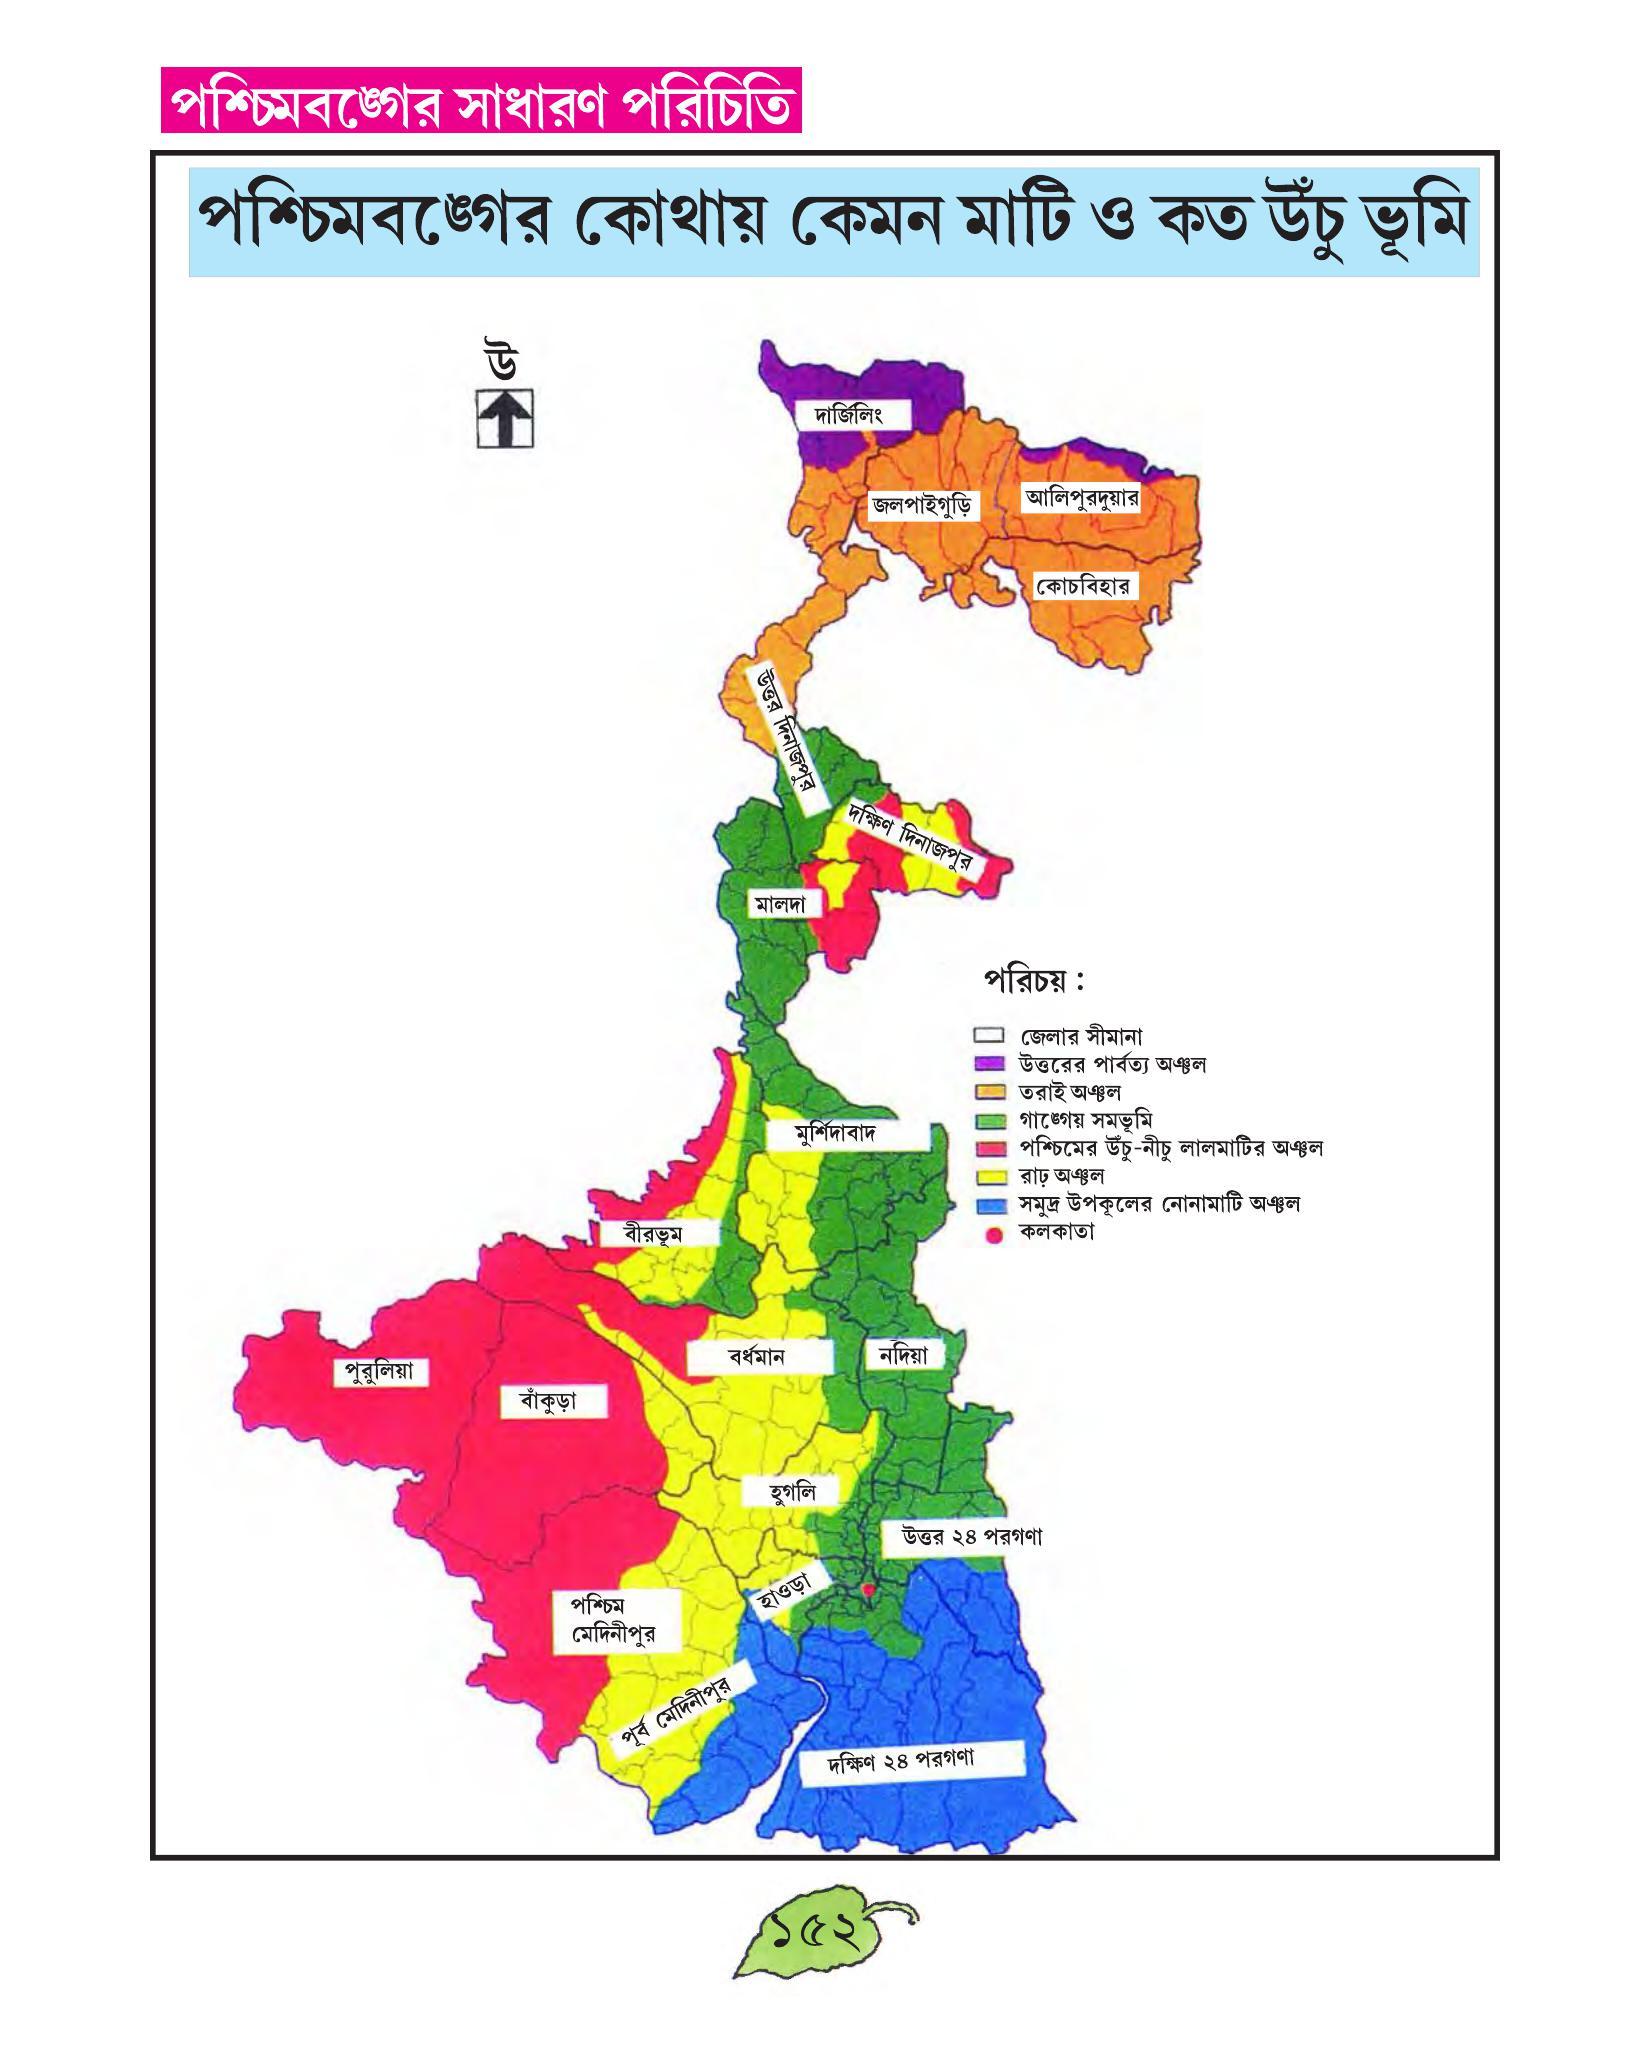 পশ্চিমবঙ্গের সাধারণ পরিচিতি
পশ্চিমবঙ্গের কোথায় কেমন মাটি ও কত উঁচু ভূমি
উ
দার্জিলিং
জলপাইগুড়ি
আলিপুরদুয়ার
কোচবিহার
উত্তর দিনাজপুর
দক্ষিণ দিনাজপুর
মালদা
পরিচয় :
জেলার সীমানা
উত্তরের পার্বত্য অঞ্চল
তরাই অঞ্চল
গাঙ্গেয় সমভূমি
পশ্চিমের উঁচু-নীচু লালমাটির অঞ্চল
রাঢ় অঞ্চল
সমুদ্র উপকূলের নোনামাটি অঞ্চল
কলকাতা
মুর্শিদাবাদ
বীরভূম
বর্ধমান
নদিয়া
পুরুলিয়া
বাঁকুড়া
হুগলি
উত্তর ২৪ পরগণা
হাওড়া
পশ্চিম
মেদিনীপুর
পূর্ব মেদিনীপুর
দক্ষিণ ২৪ পরগণা
১৫২